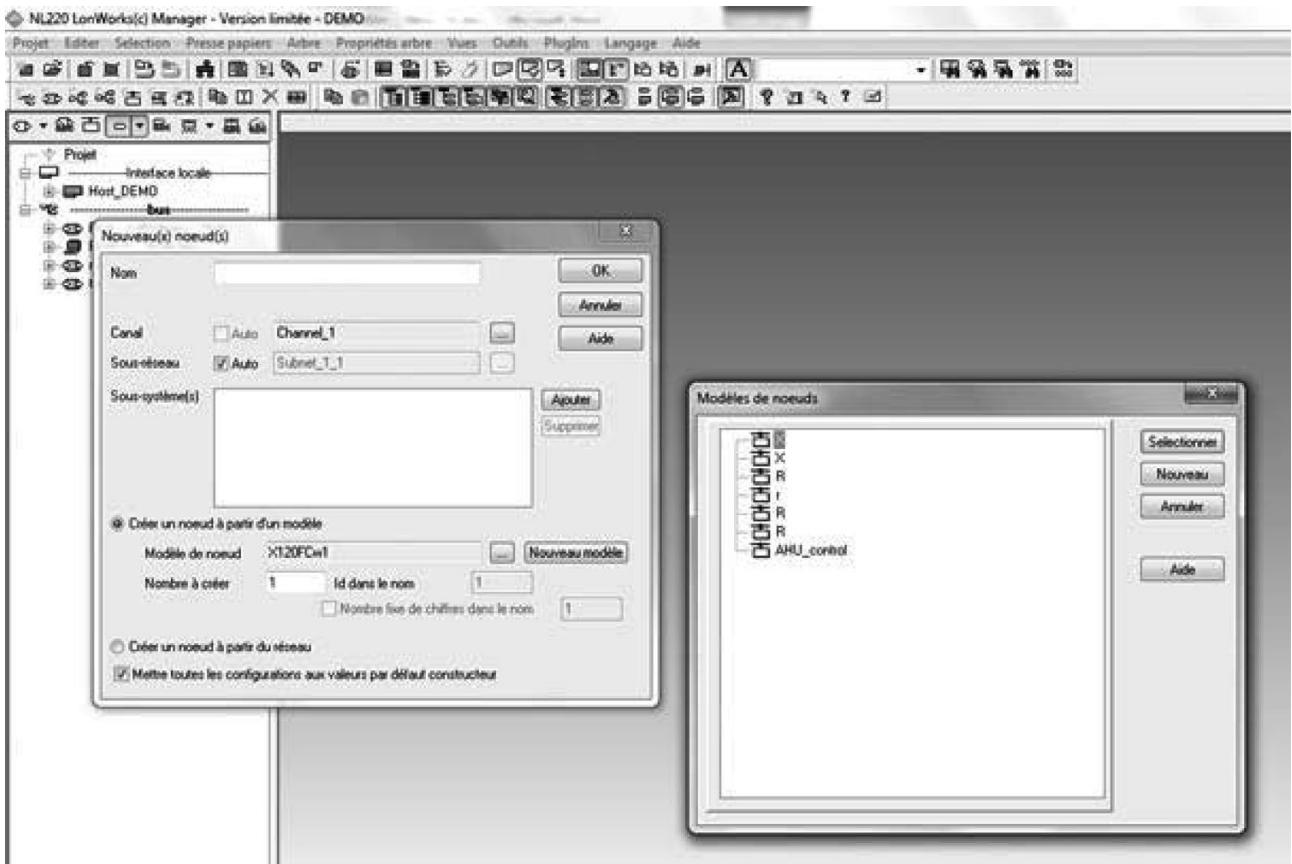 NL220 LonWorks(c) Manager - Version limitée - DEMO
Projet Editer Selection Presse papiers Arbre Propriétés arbre Vues Outils PlugIns Langage Aide
Projet
Interface locale
Host_DEMO
bus
Nouveau(x) noeud(s)
Nom
OK
Annuler
Canal
Auto
Channel_1
...
Aide
Sous-réseau
Auto
Subnet_1_1
...
Sous-système(s)
Ajouter
Supprimer
Créer un noeud à partir d'un modèle
Modèle de noeud
X120FCw1
...
Nouveau modèle
Nombre à créer
1
Id dans le nom
1
Nombre fixe de chiffres dans le nom
1
Créer un noeud à partir du réseau
Mettre toutes les configurations aux valeurs par défaut constructeur
Modèles de noeuds
X
R
r
R
R
AHU_control
Selectionner
Nouveau
Annuler
Aide